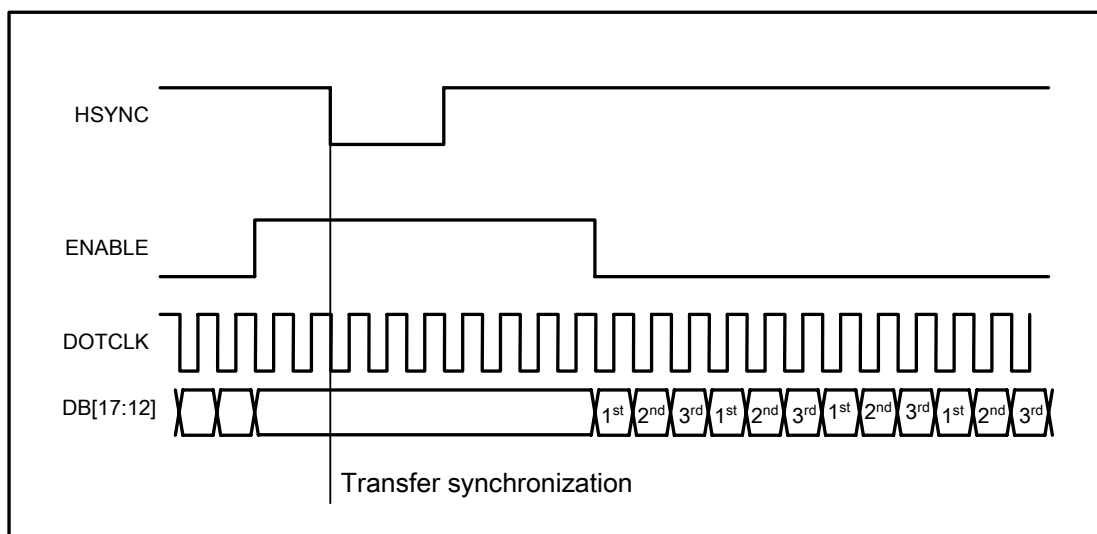 HSYNC
ENABLE
DOTCLK
DB[17:12] 1st 2nd 3rd 1st 2nd 3rd 1st 2nd 3rd 1st 2nd 3rd
Transfer synchronization